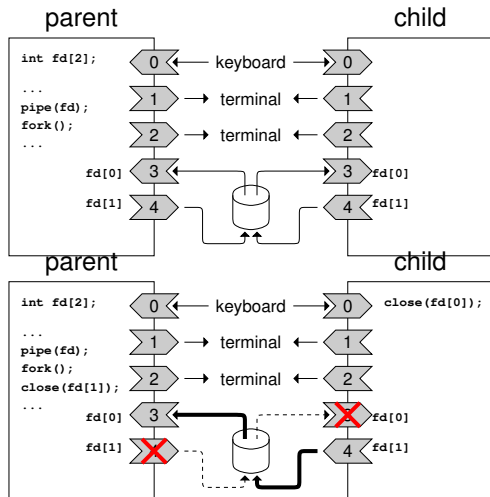 parent child
int fd[2];
0 keyboard 0
...
1 terminal 1
pipe(fd);
fork();
2 terminal 2
...
fd[0] 3 3 fd[0]
fd[1] 4 4 fd[1]
parent child
int fd[2]; 0 keyboard 0 close(fd[0]);
...
1 terminal 1
pipe(fd);
fork();
2 terminal 2
close(fd[1]);
...
fd[0] 3 fd[0]
fd[1] 4 fd[1]